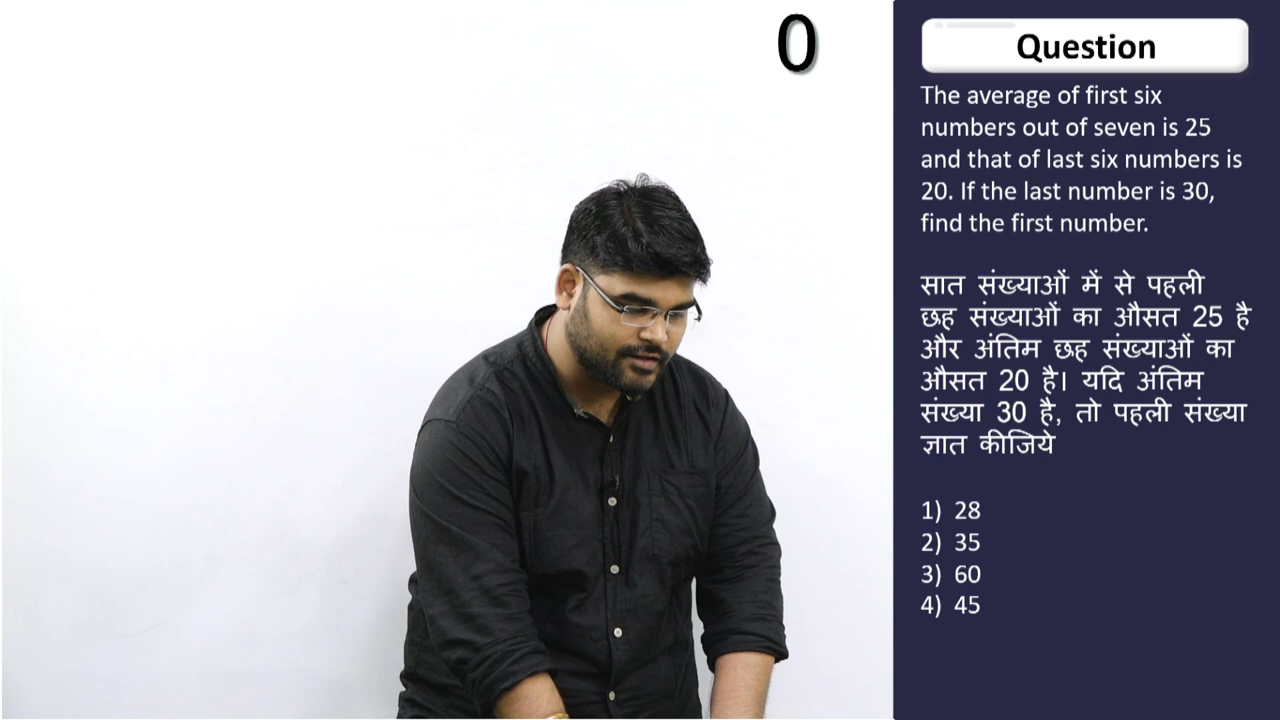 0
Question
The average of first six
numbers out of seven is 25
and that of last six numbers is
20. If the last number is 30,
find the first number.
सात संख्याओं में से पहली
छह संख्याओं का औसत 25 है
और अंतिम छह संख्याओं का
औसत 20 है। यदि अंतिम
संख्या 30 है, तो पहली संख्या
ज्ञात कीजिये
1) 28
2) 35
3) 60
4) 45